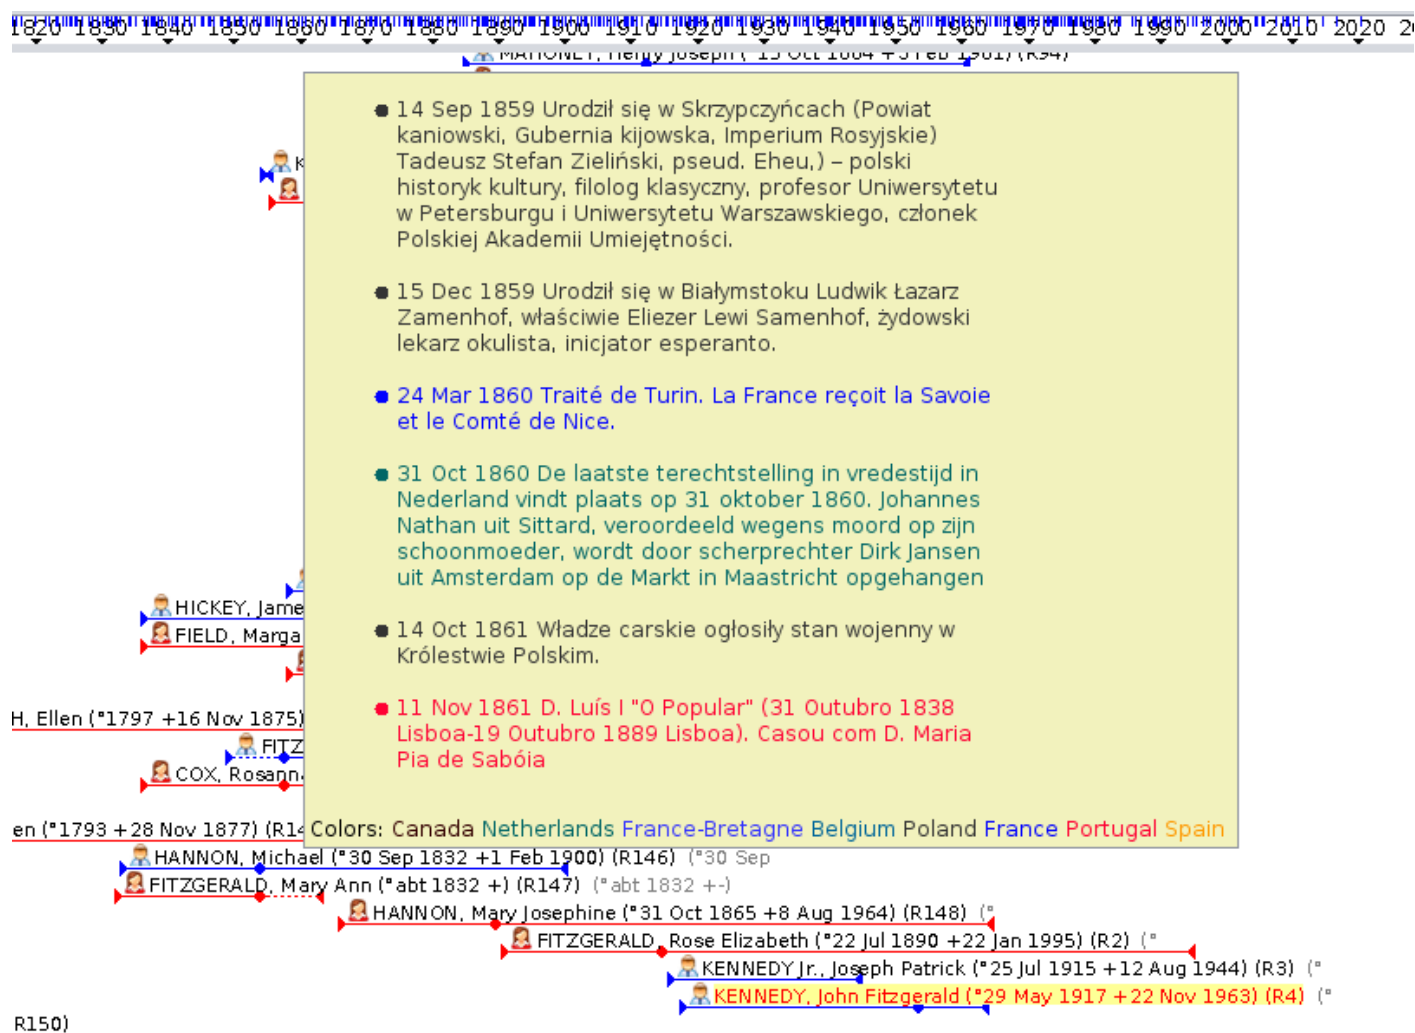 1820 1830 1840 1850 1860 1870 1880 1890 1900 1910 1920 1930 1940 1950 1960 1970 1980 1990 2000 2010 2020
MAHONEY, Henry Joseph (°15 Oct 1864 +5 Feb 1961) (R94)
14 Sep 1859 Urodził się w Skrzypczyńcach (Powiat
kaniowski, Gubernia kijowska, Imperium Rosyjskie)
Tadeusz Stefan Zieliński, pseud. Eheu,) – polski
historyk kultury, filolog klasyczny, profesor Uniwersytetu
w Petersburgu i Uniwersytetu Warszawskiego, członek
Polskiej Akademii Umiejętności.
15 Dec 1859 Urodził się w Białymstoku Ludwik Łazarz
Zamenhof, właściwie Eliezer Lewi Samenhof, żydowski
lekarz okulista, inicjator esperanto.
24 Mar 1860 Traité de Turin. La France reçoit la Savoie
et le Comté de Nice.
31 Oct 1860 De laatste terechtstelling in vredestijd in
Nederland vindt plaats op 31 oktober 1860. Johannes
Nathan uit Sittard, veroordeeld wegens moord op zijn
schoonmoeder, wordt door scherprechter Dirk Jansen
uit Amsterdam op de Markt in Maastricht opgehangen
14 Oct 1861 Władze carskie ogłosiły stan wojenny w
Królestwie Polskim.
11 Nov 1861 D. Luís I "O Popular" (31 Outubro 1838
Lisboa-19 Outubro 1889 Lisboa). Casou com D. Maria
Pia de Sabóia
Colors: Canada Netherlands France-Bretagne Belgium Poland France Portugal Spain
K
HICKEY, Jame
FIELD, Marga
H, Ellen (°1797 +16 Nov 1875)
FITZ
COX, Rosann
en (°1793 +28 Nov 1877) (R14
HANNON, Michael (°30 Sep 1832 +1 Feb 1900) (R146) (°30 Sep
FITZGERALD, Mary Ann (°abt 1832 +) (R147) (°abt 1832 +-)
HANNON, Mary Josephine (°31 Oct 1865 +8 Aug 1964) (R148) (°
FITZGERALD, Rose Elizabeth (°22 Jul 1890 +22 Jan 1995) (R2) (°
KENNEDY Jr., Joseph Patrick (°25 Jul 1915 +12 Aug 1944) (R3) (°
KENNEDY, John Fitzgerald (°29 May 1917 +22 Nov 1963) (R4) (°
R150)